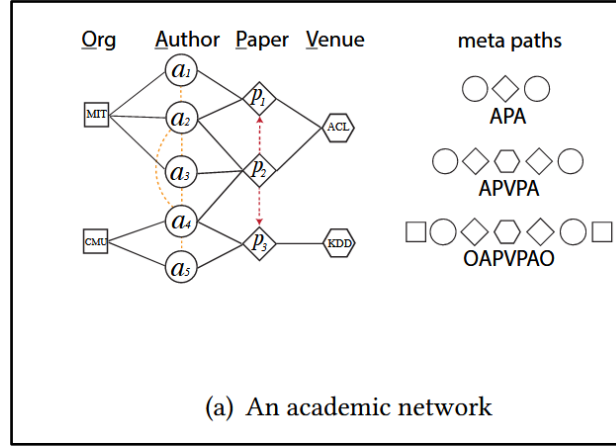 Org Author Paper Venue meta paths
a1
MIT a2 p1 ACL APA
a3 p2 APVPA
CMU a4 p3 KDD OAPVPAO
a5
(a) An academic network